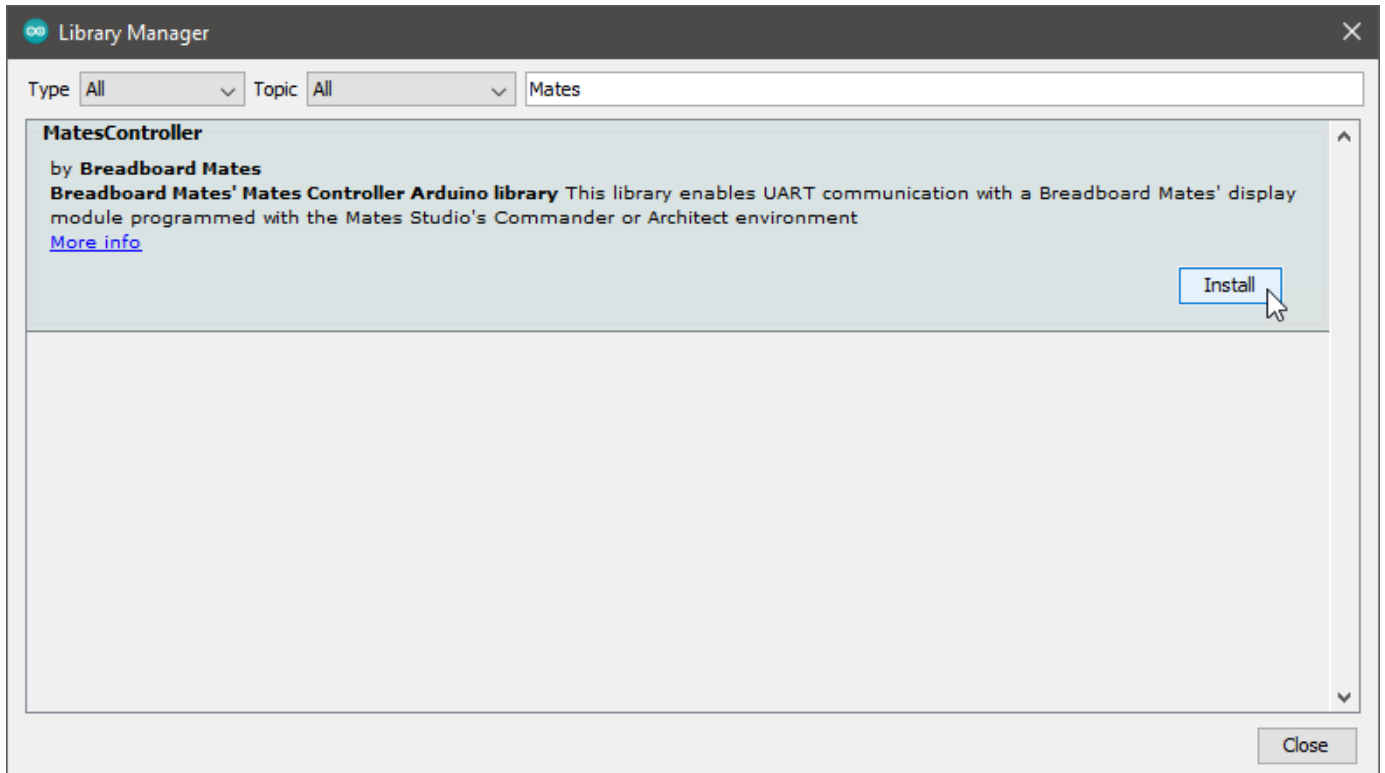 Library Manager
Type All Topic All Mates
MatesController
by Breadboard Mates
Breadboard Mates' Mates Controller Arduino library This library enables UART communication with a Breadboard Mates' display
module programmed with the Mates Studio's Commander or Architect environment
More info
Install
Close